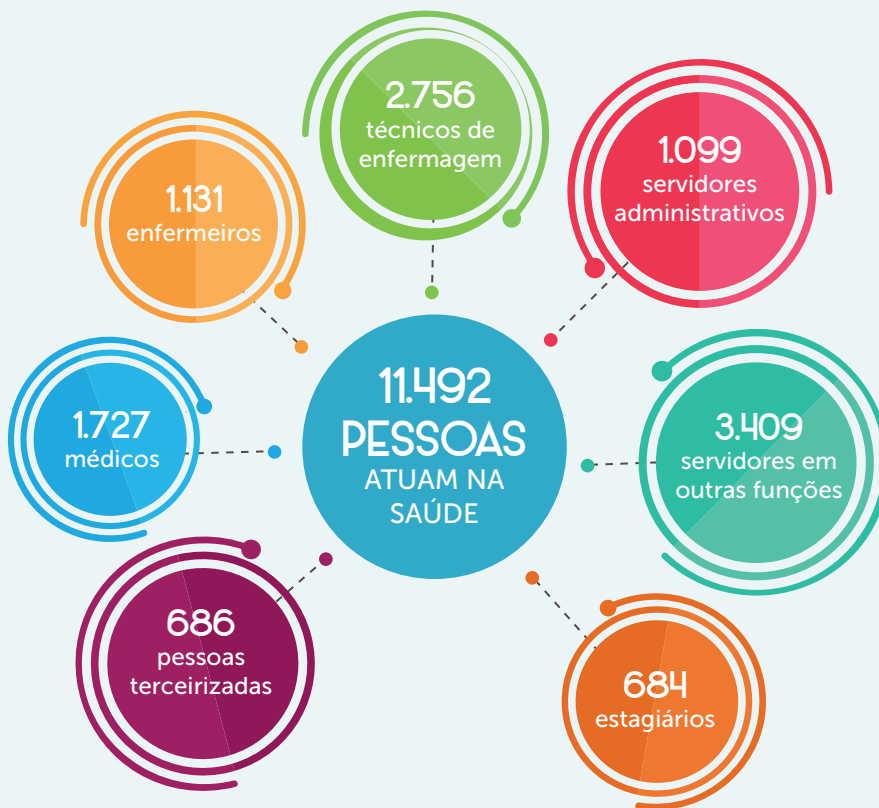 2.756
técnicos de
enfermagem
1.099
servidores
administrativos
1.131
enfermeiros
11.492
PESSOAS
ATUAM NA
SAÚDE
3.409
servidores em
outras funções
1.727
médicos
686
pessoas
terceirizadas
684
estagiários